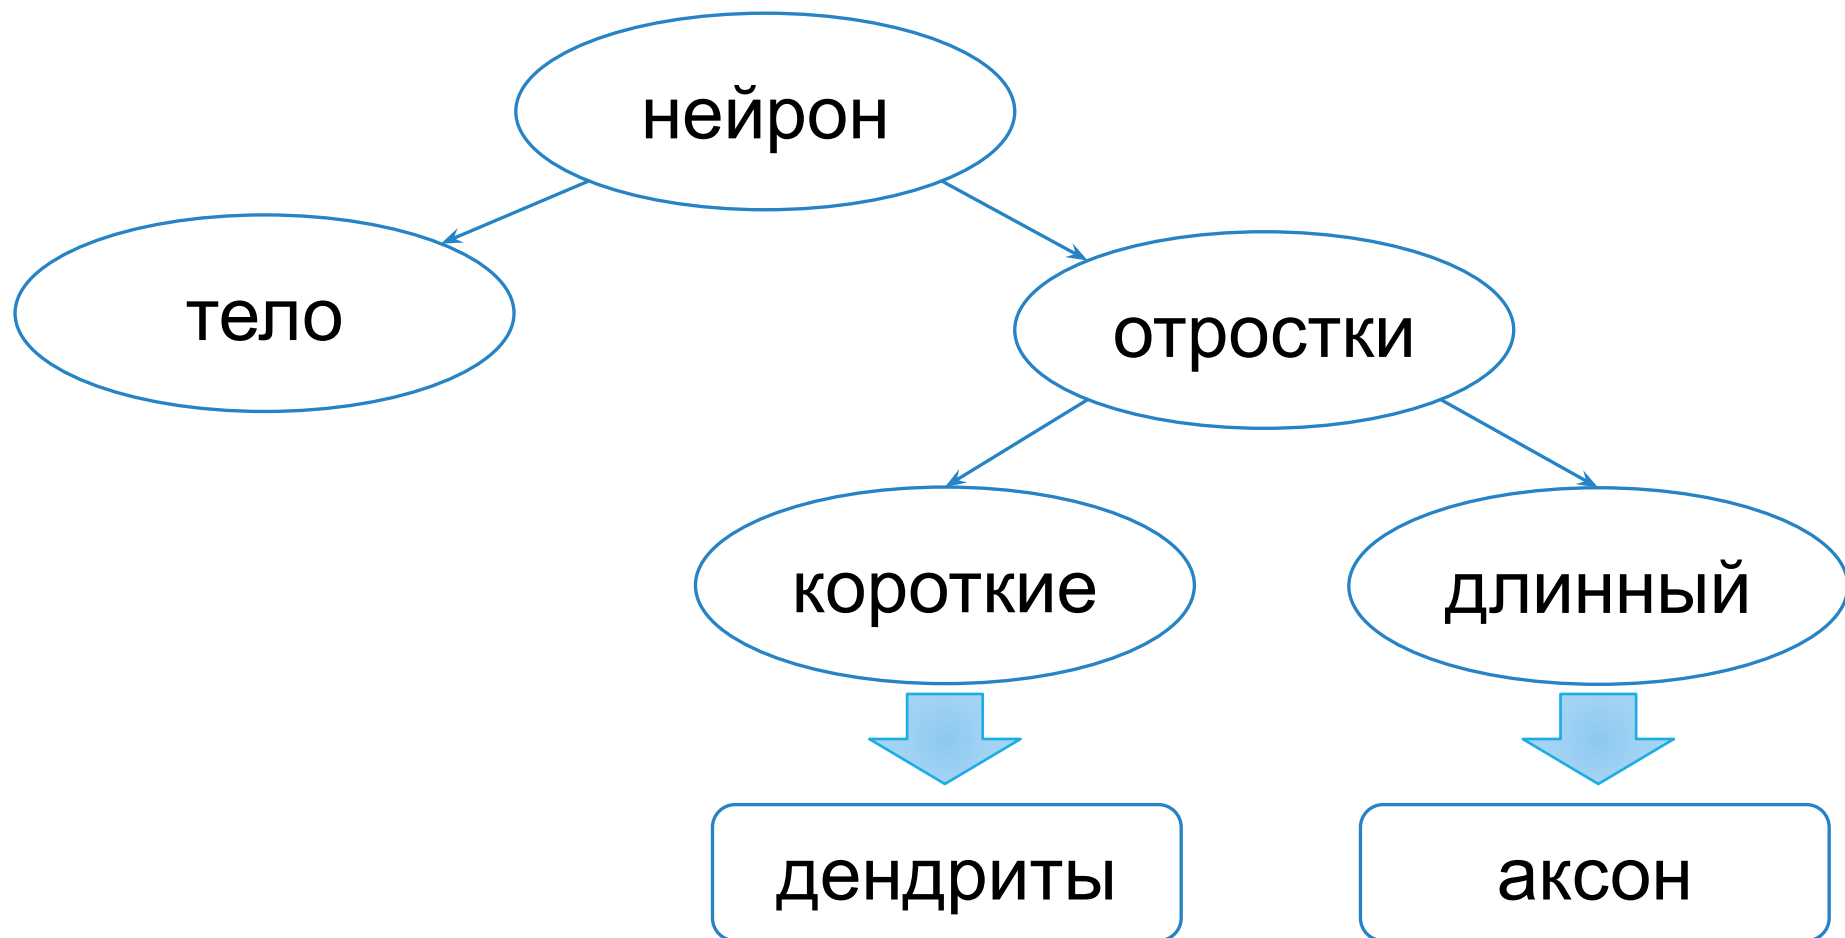 нейрон
тело
отростки
короткие
длинный
дендриты
аксон